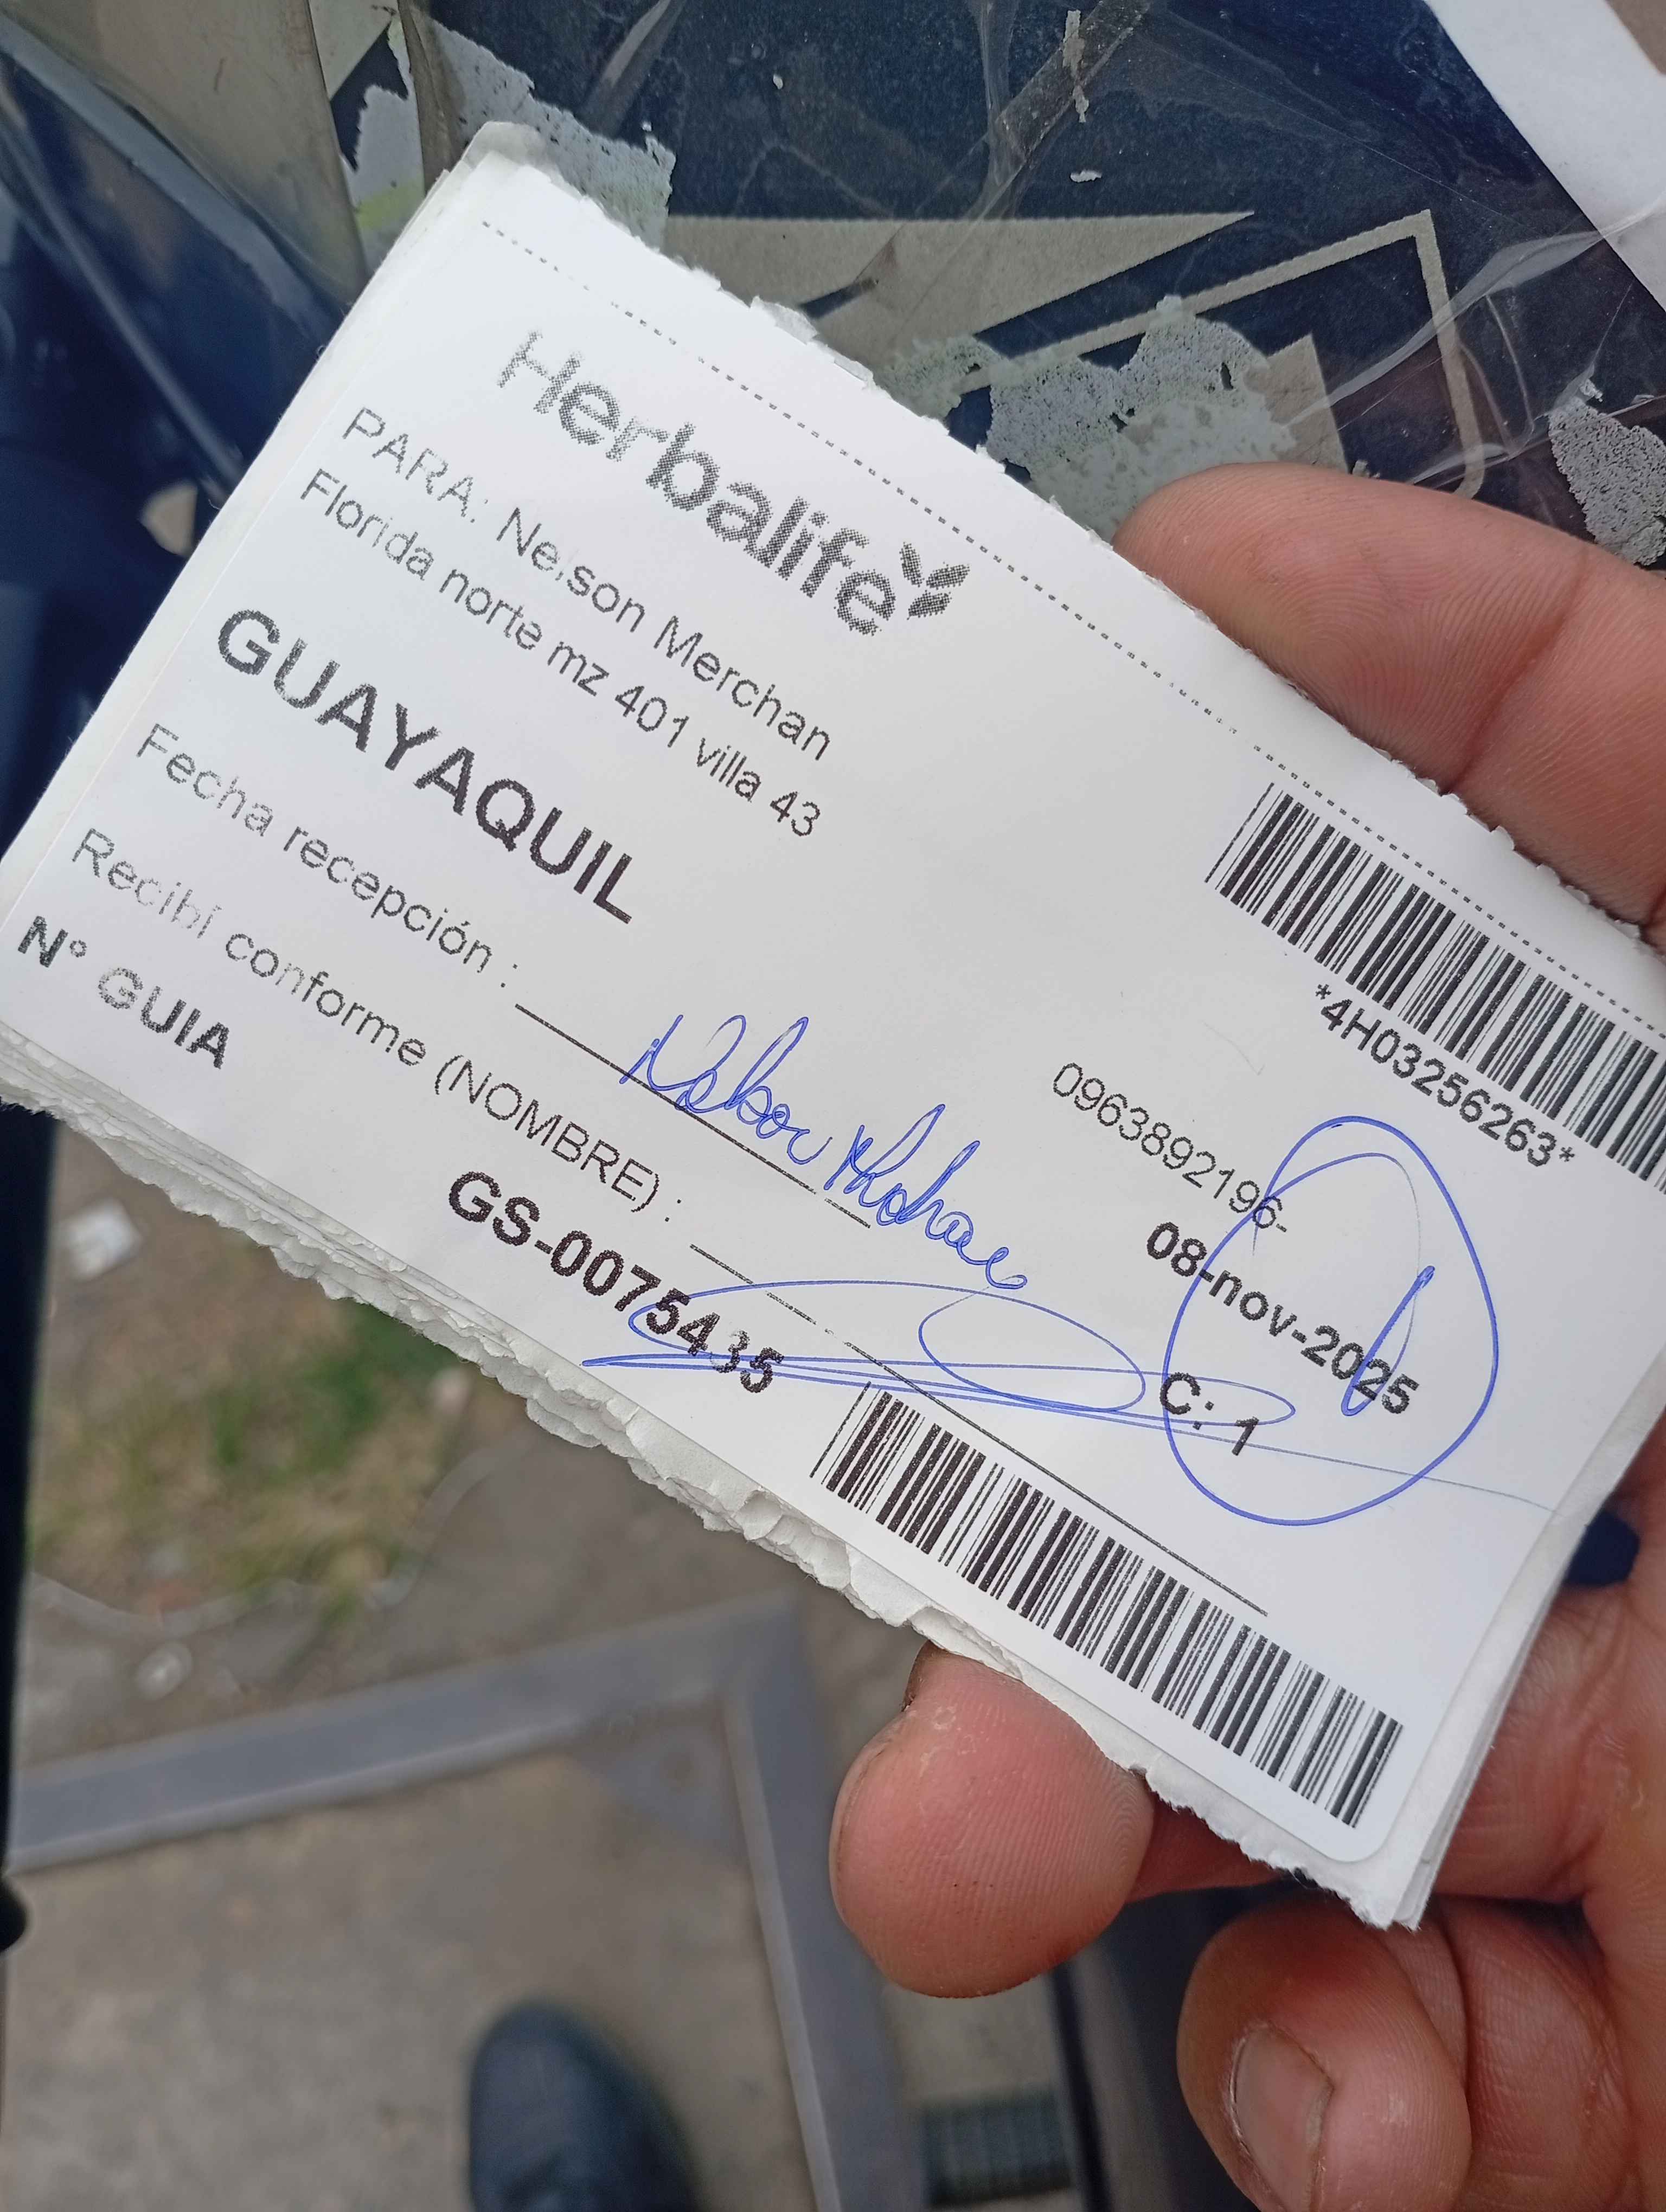 Herbalife
PARA: Nelson Merchan
Florida norte mz 401 villa 43
GUAYAQUIL
*4H03256263*
0963892196-
Fecha recepción :
08-nov-2025
Recibí conforme (NOMBRE) :
C: 1
N° GUIA GS-0075435